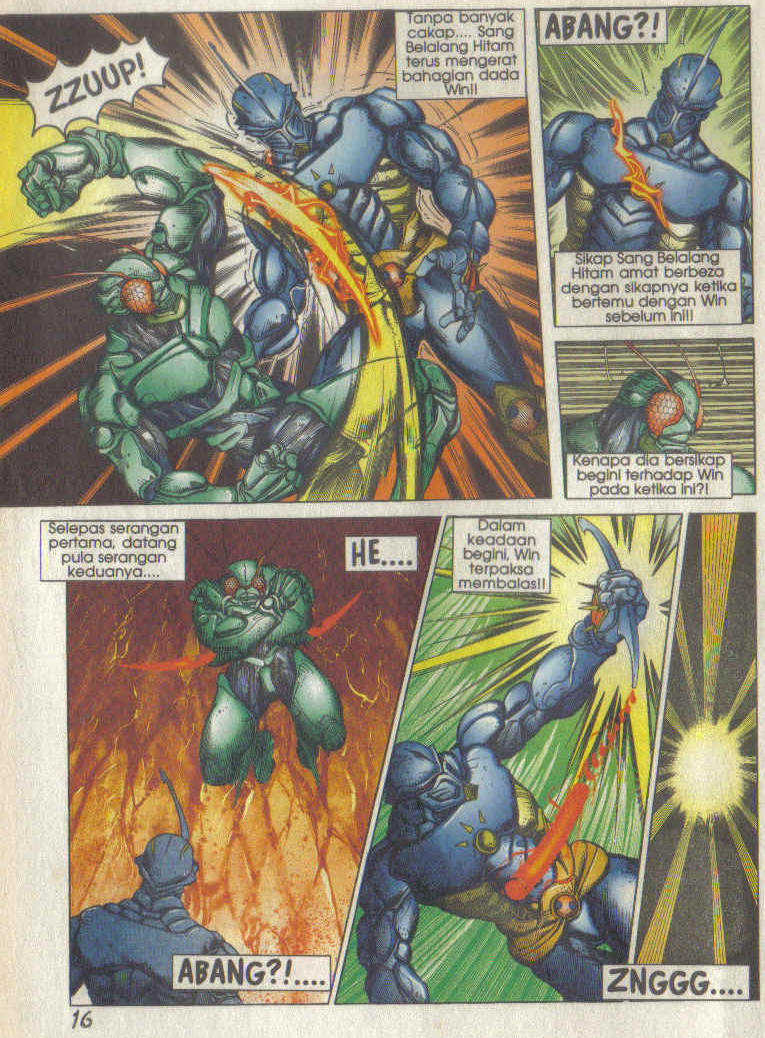 ZZUUP!
Tanpa banyak
cakap.... Sang
Belalang Hitam
terus mengerat
bahagian dada
Win!!
ABANG?!
Sikap Sang Belalang
Hitam amat berbeza
dengan sikapnya ketika
bertemu dengan Win
sebelum ini!!
Kenapa dia bersikap
begini terhadap Win
pada ketika ini?!
Selepas serangan
pertama, datang
pula serangan
keduanya....
HE....
ABANG?!....
Dalam
keadaan
begini, Win
terpaksa
membalas!!
ZNGGG....
16